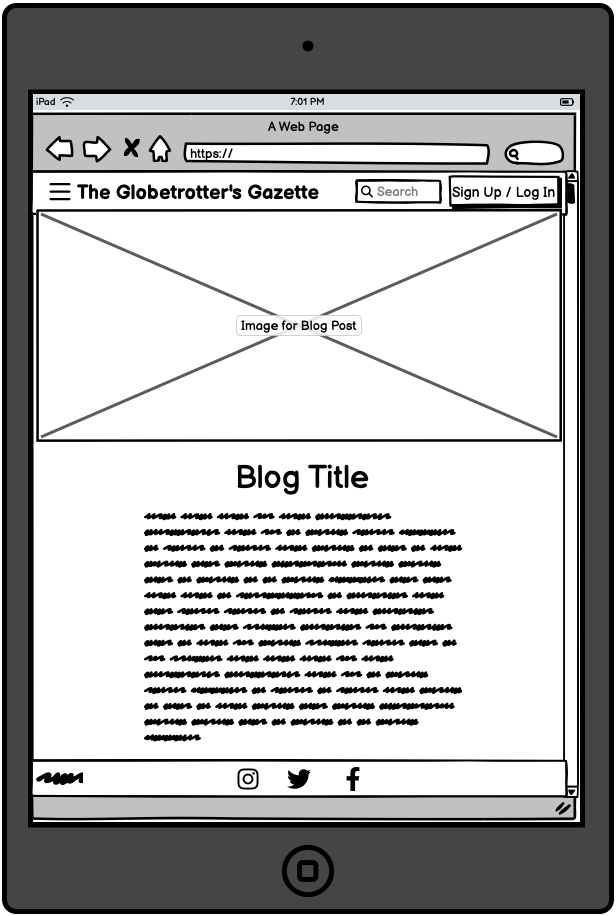 iPad
7:01 PM
A Web Page
https://
The Globetrotter's Gazette
Search
Sign Up / Log In
Image for Blog Post
Blog Title